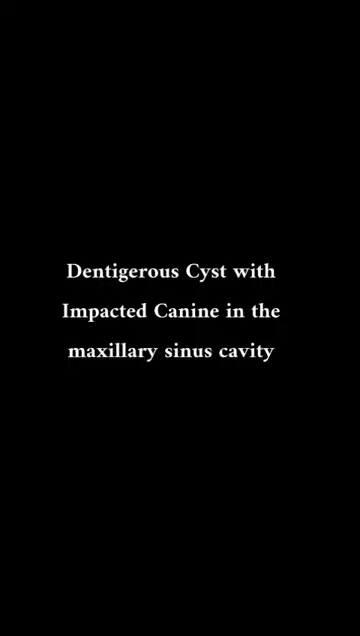 Dentigerous Cyst with
Impacted Canine in the
maxillary sinus cavity